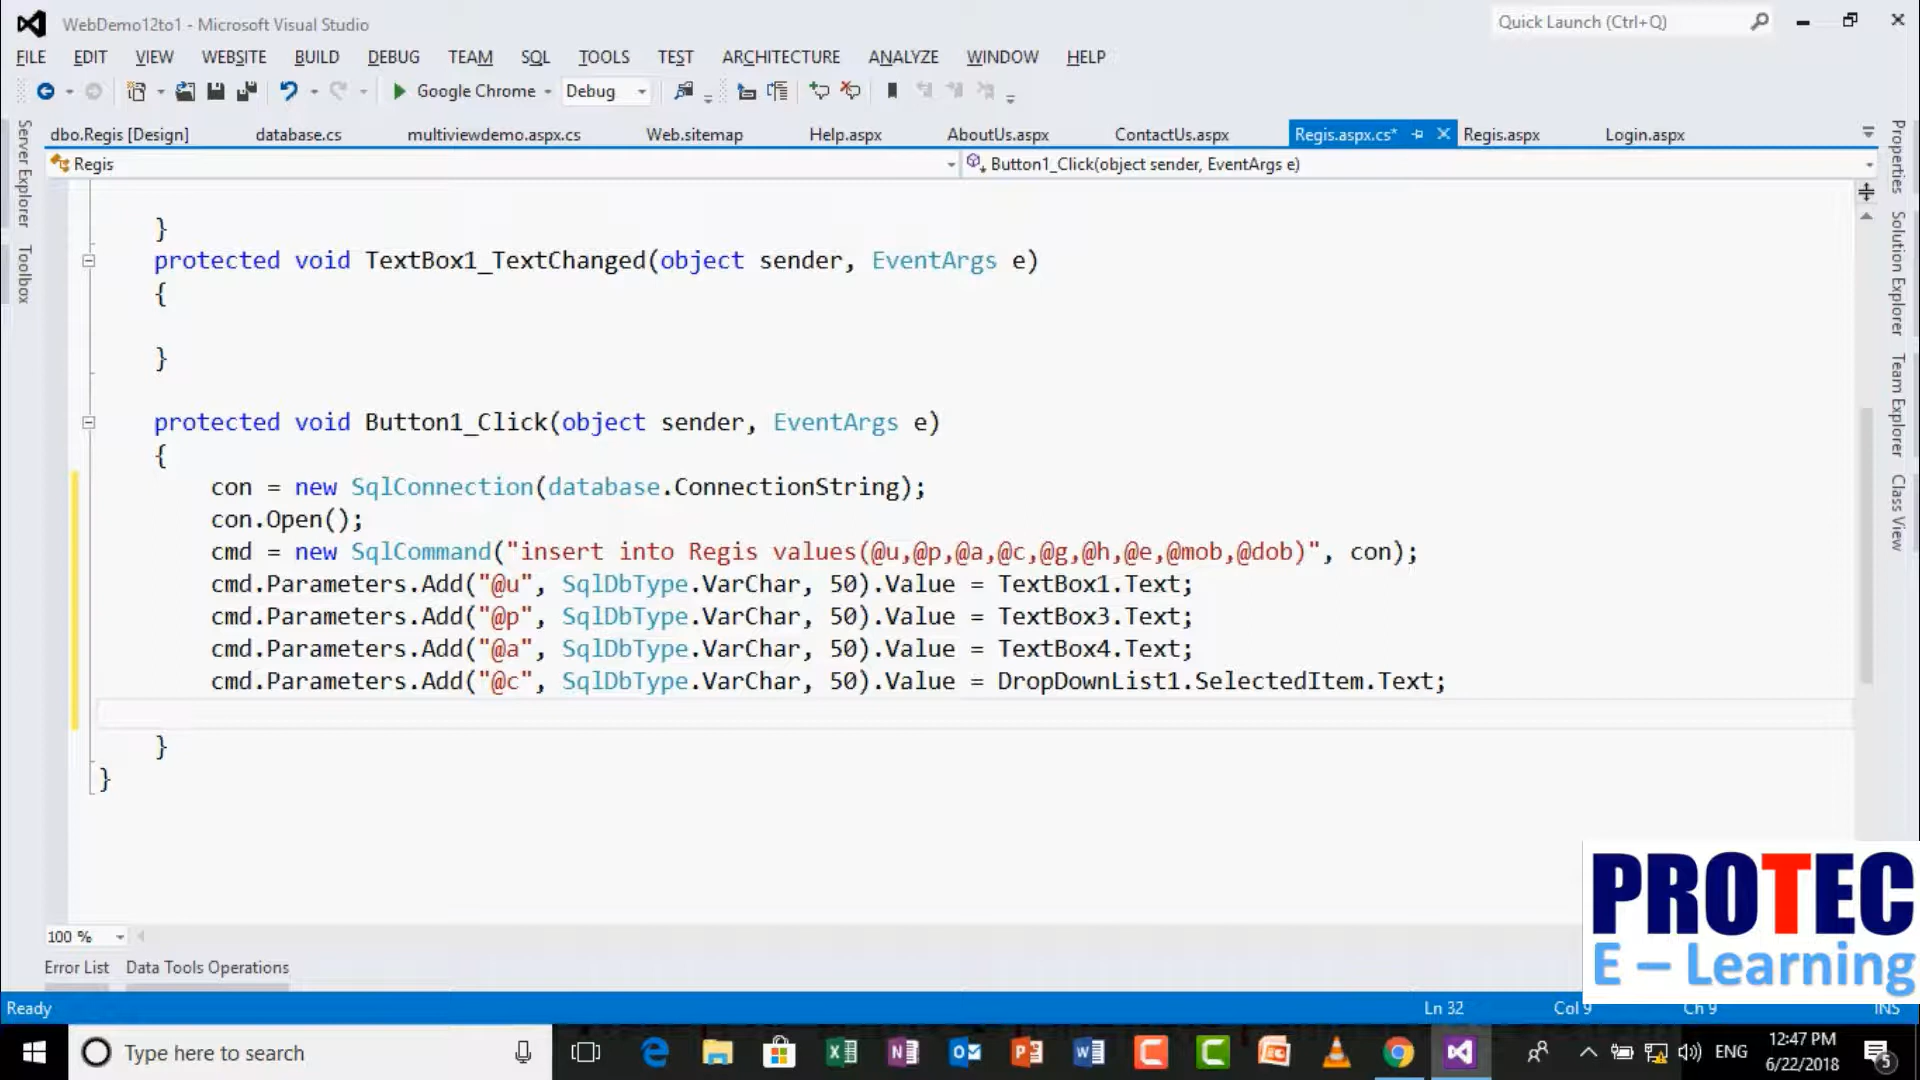 WebDemo12to1 - Microsoft Visual Studio
Quick Launch (Ctrl+Q)
FILE EDIT VIEW WEBSITE BUILD DEBUG TEAM SQL TOOLS TEST ARCHITECTURE ANALYZE WINDOW HELP
Google Chrome Debug
dbo.Regis [Design] database.cs multiviewdemo.aspx.cs Web.sitemap Help.aspx AboutUs.aspx ContactUs.aspx Regis.aspx.cs* Regis.aspx Login.aspx
Regis Button1_Click(object sender, EventArgs e)
Server Explorer
Toolbox
Properties
Solution Explorer
Team Explorer
Class View
}
protected void TextBox1_TextChanged(object sender, EventArgs e)
{
}
protected void Button1_Click(object sender, EventArgs e)
{
con = new SqlConnection(database.ConnectionString);
con.Open();
cmd = new SqlCommand("insert into Regis values(@u,@p,@a,@c,@g,@h,@e,@mob,@dob)", con);
cmd.Parameters.Add("@u", SqlDbType.VarChar, 50).Value = TextBox1.Text;
cmd.Parameters.Add("@p", SqlDbType.VarChar, 50).Value = TextBox3.Text;
cmd.Parameters.Add("@a", SqlDbType.VarChar, 50).Value = TextBox4.Text;
cmd.Parameters.Add("@c", SqlDbType.VarChar, 50).Value = DropDownList1.SelectedItem.Text;
}
}
100 %
Error List Data Tools Operations
PROTEC
E – Learning
Ready Ln 32 Col 9 Ch 9 INS
Type here to search
ENG
12:47 PM
6/22/2018
5